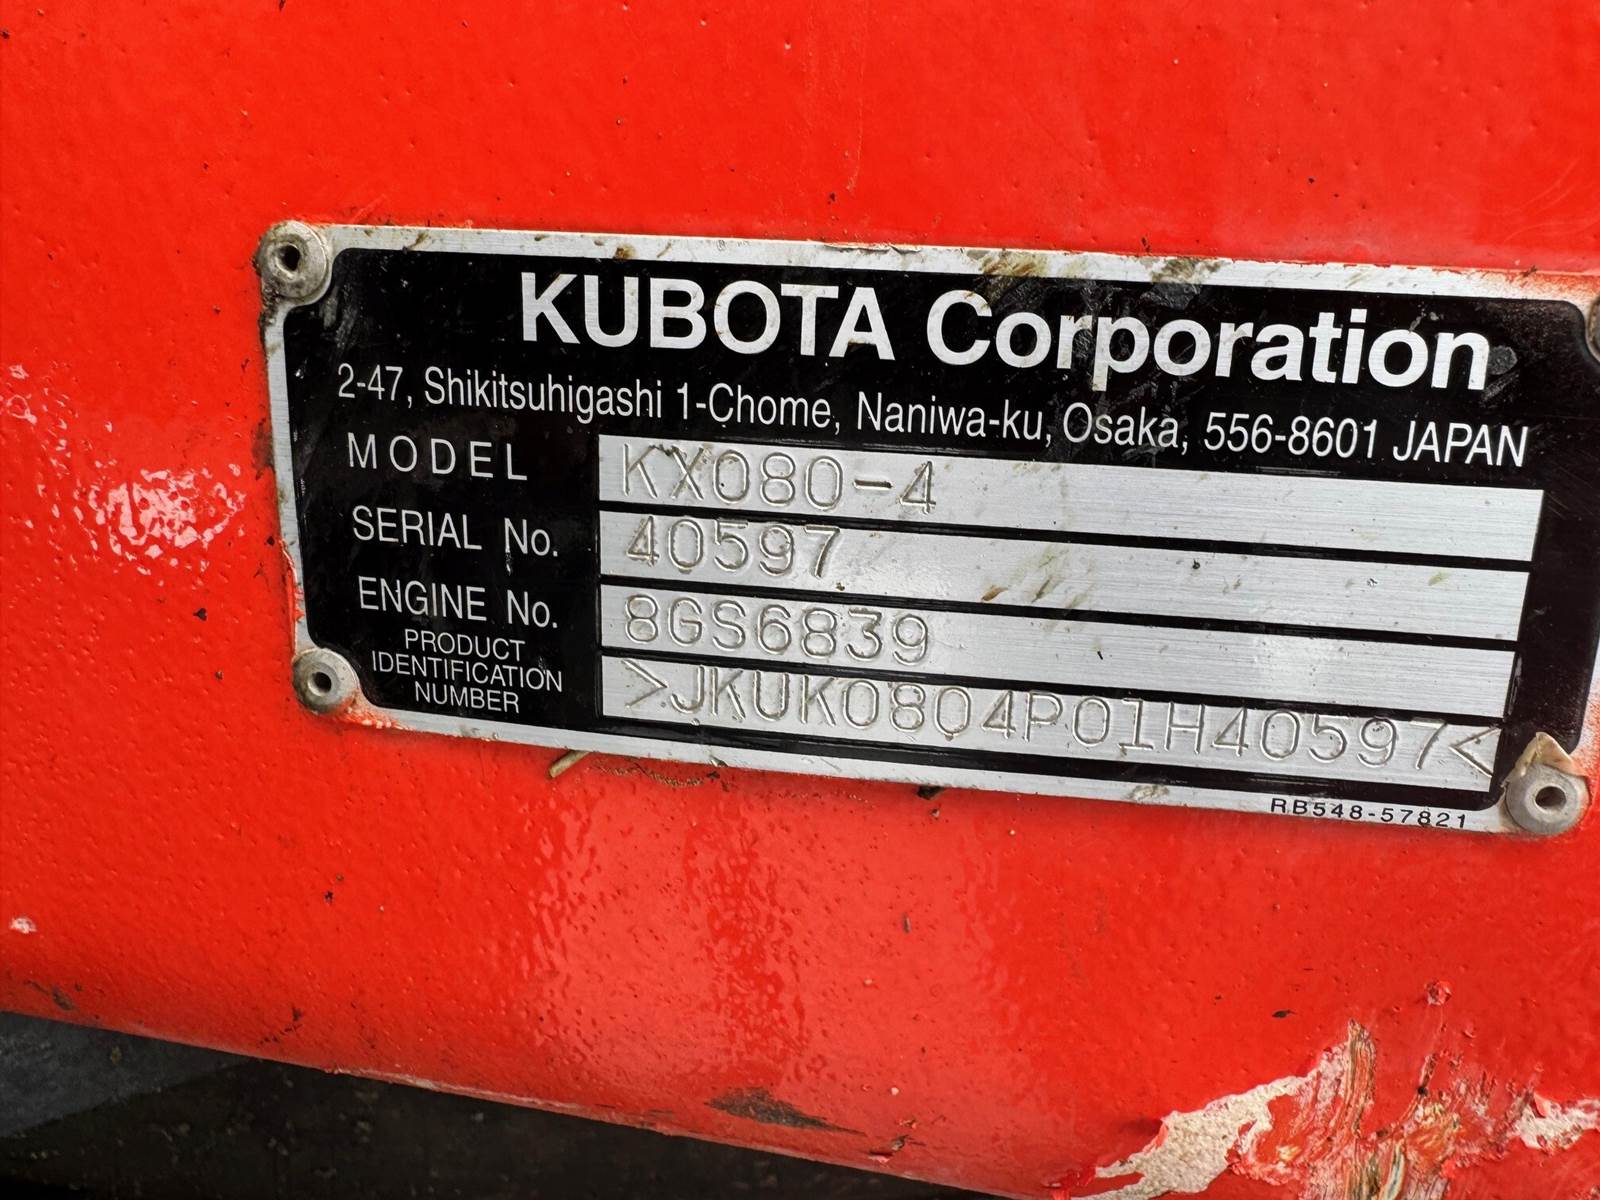 KUBOTA Corporation
2-47, Shikitsuhigashi 1-Chome, Naniwa-ku, Osaka, 556-8601 JAPAN
MODEL KX080-4
SERIAL No. 40597
ENGINE No. 8GS6839
PRODUCT
IDENTIFICATION
NUMBER
>JKUK0804P01H40597<
RB548-57821